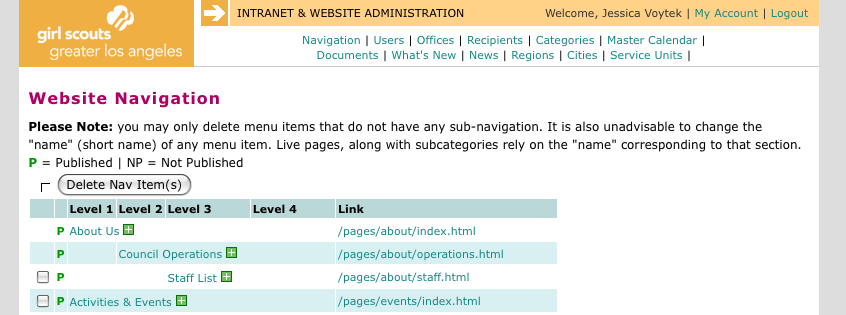 girl scouts
greater los angeles
INTRANET & WEBSITE ADMINISTRATION
Welcome, Jessica Voytek | My Account | Logout
Navigation | Users | Offices | Recipients | Categories | Master Calendar |
Documents | What's New | News | Regions | Cities | Service Units |
Website Navigation
Please Note: you may only delete menu items that do not have any sub-navigation. It is also unadvisable to change the
"name" (short name) of any menu item. Live pages, along with subcategories rely on the "name" corresponding to that section.
P = Published | NP = Not Published
Delete Nav Item(s)
Level 1 Level 2 Level 3 Level 4 Link
P About Us /pages/about/index.html
P Council Operations /pages/about/operations.html
P Staff List /pages/about/staff.html
P Activities & Events /pages/events/index.html